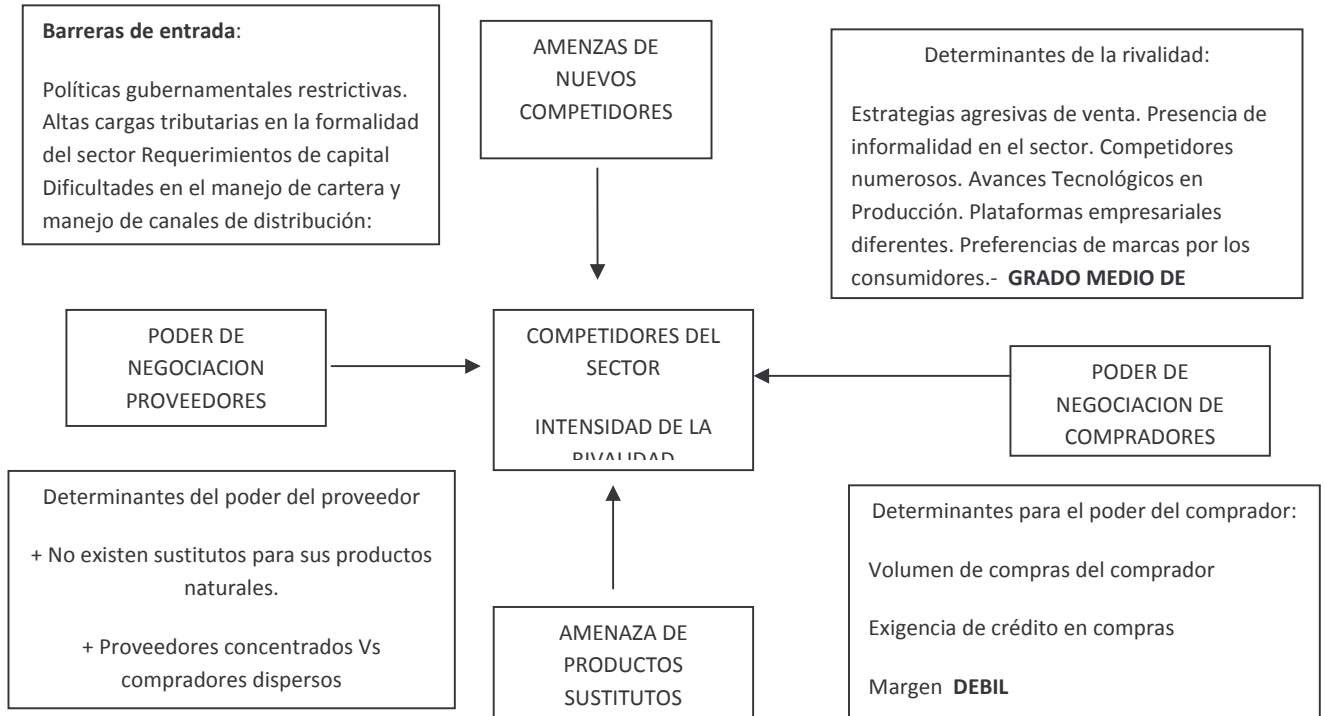 Barreras de entrada:
Políticas gubernamentales restrictivas.
Altas cargas tributarias en la formalidad
del sector Requerimientos de capital
Dificultades en el manejo de cartera y
manejo de canales de distribución:
AMENZAS DE
NUEVOS
COMPETIDORES
Determinantes de la rivalidad:
Estrategias agresivas de venta. Presencia de
informalidad en el sector. Competidores
numerosos. Avances Tecnológicos en
Producción. Plataformas empresariales
diferentes. Preferencias de marcas por los
consumidores.- GRADO MEDIO DE
PODER DE
NEGOCIACION
PROVEEDORES
COMPETIDORES DEL
SECTOR
INTENSIDAD DE LA
RIVALIDAD
PODER DE
NEGOCIACION DE
COMPRADORES
Determinantes del poder del proveedor
+ No existen sustitutos para sus productos
naturales.
+ Proveedores concentrados Vs
compradores dispersos
AMENAZA DE
PRODUCTOS
SUSTITUTOS
Determinantes para el poder del comprador:
Volumen de compras del comprador
Exigencia de crédito en compras
Margen DEBIL